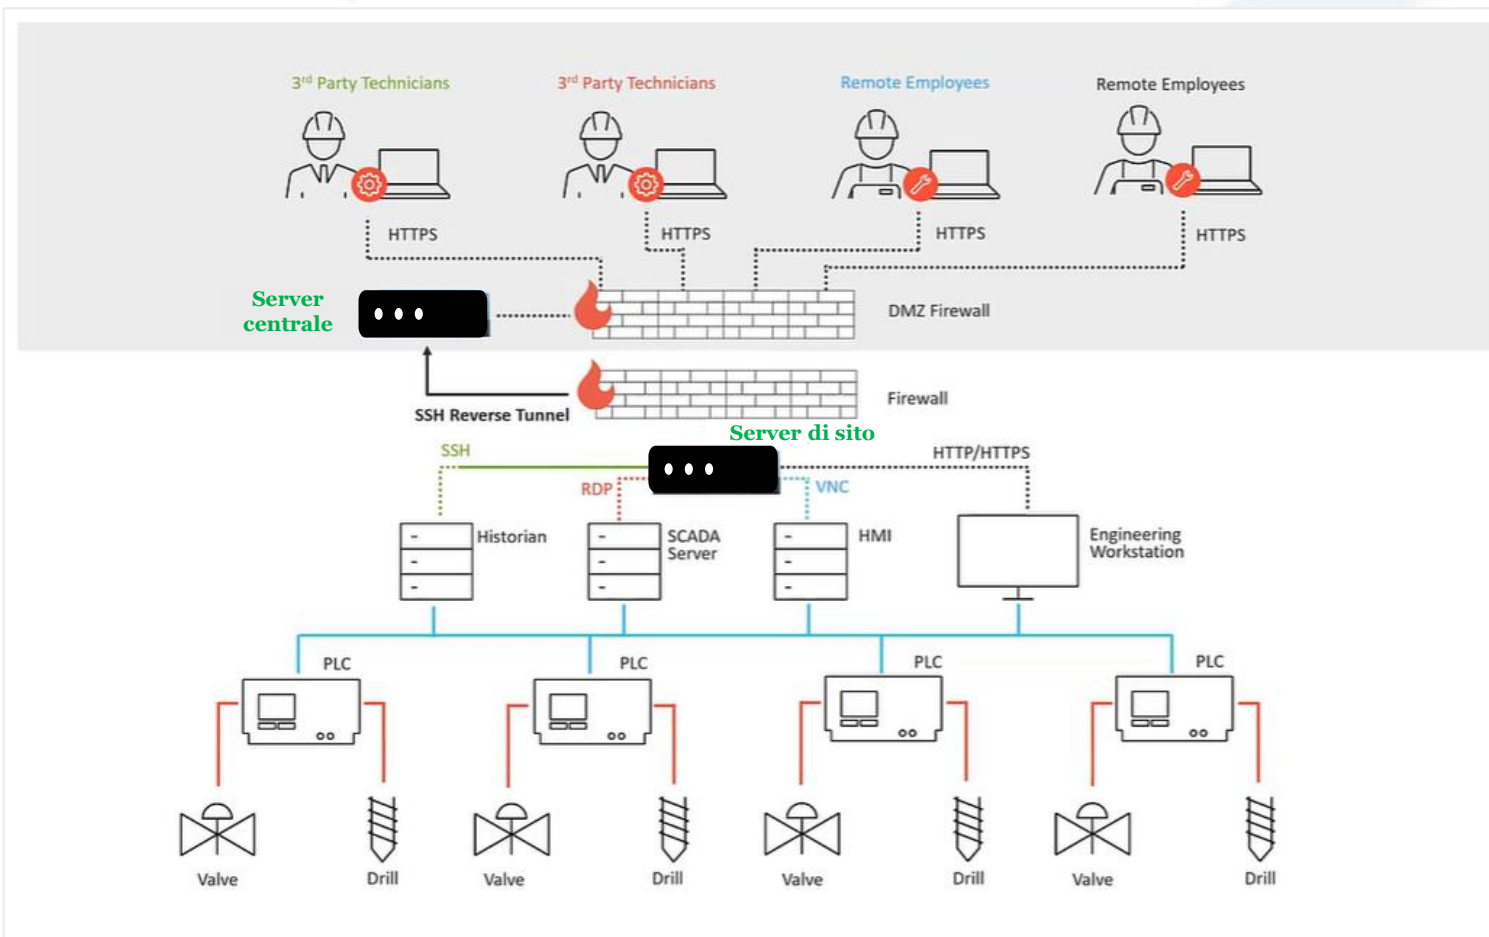 3rd Party Technicians
3rd Party Technicians
Remote Employees
Remote Employees
HTTPS
HTTPS
HTTPS
HTTPS
Server
centrale
DMZ Firewall
Firewall
SSH Reverse Tunnel
Server di sito
SSH
HTTP/HTTPS
RDP
VNC
Historian
SCADA
Server
HMI
Engineering
Workstation
PLC
PLC
PLC
PLC
Valve
Drill
Valve
Drill
Valve
Drill
Valve
Drill